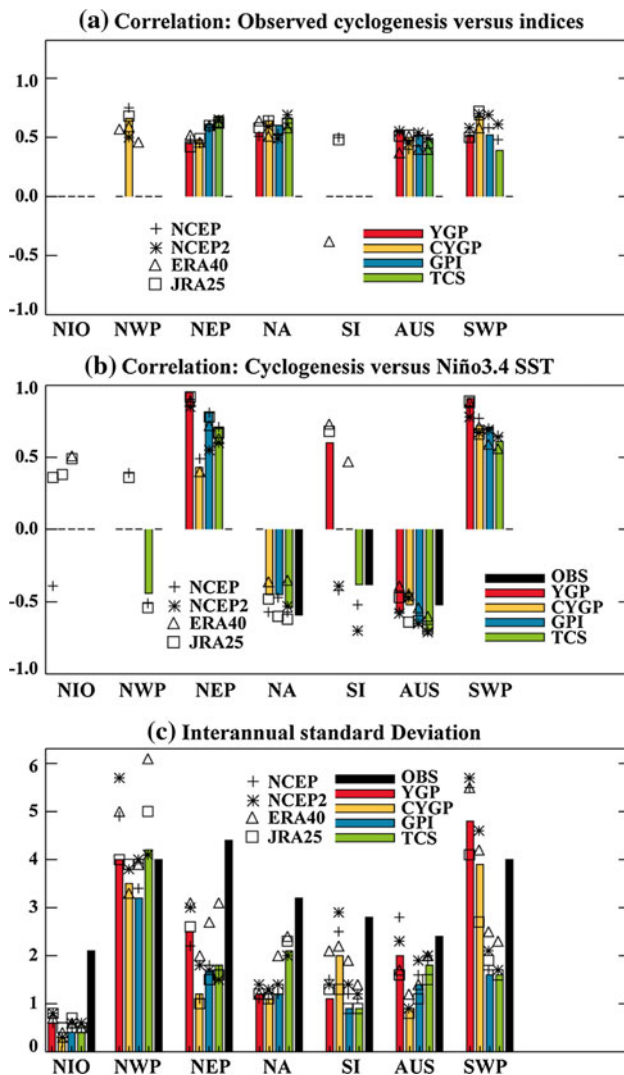 (a) Correlation: Observed cyclogenesis versus indices
1.0
0.5
0.0
-0.5
-1.0
NCEP
NCEP2
ERA40
JRA25
YGP
CYGP
GPI
TCS
NIO NWP NEP NA SI AUS SWP
(b) Correlation: Cyclogenesis versus Niño3.4 SST
1.0
0.5
0.0
-0.5
-1.0
NCEP
NCEP2
ERA40
JRA25
OBS
YGP
CYGP
GPI
TCS
NIO NWP NEP NA SI AUS SWP
(c) Interannual standard Deviation
6
5
4
3
2
1
0
NCEP
NCEP2
ERA40
JRA25
OBS
YGP
CYGP
GPI
TCS
NIO NWP NEP NA SI AUS SWP